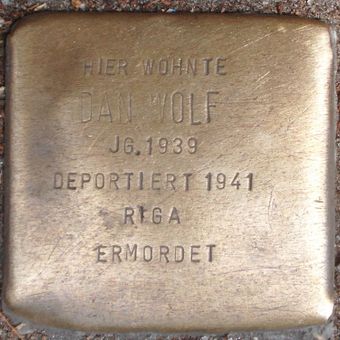 HIER WOHNTE
DAN WOLF
JG. 1939
DEPORTIERT 1941
RIGA
ERMORDET